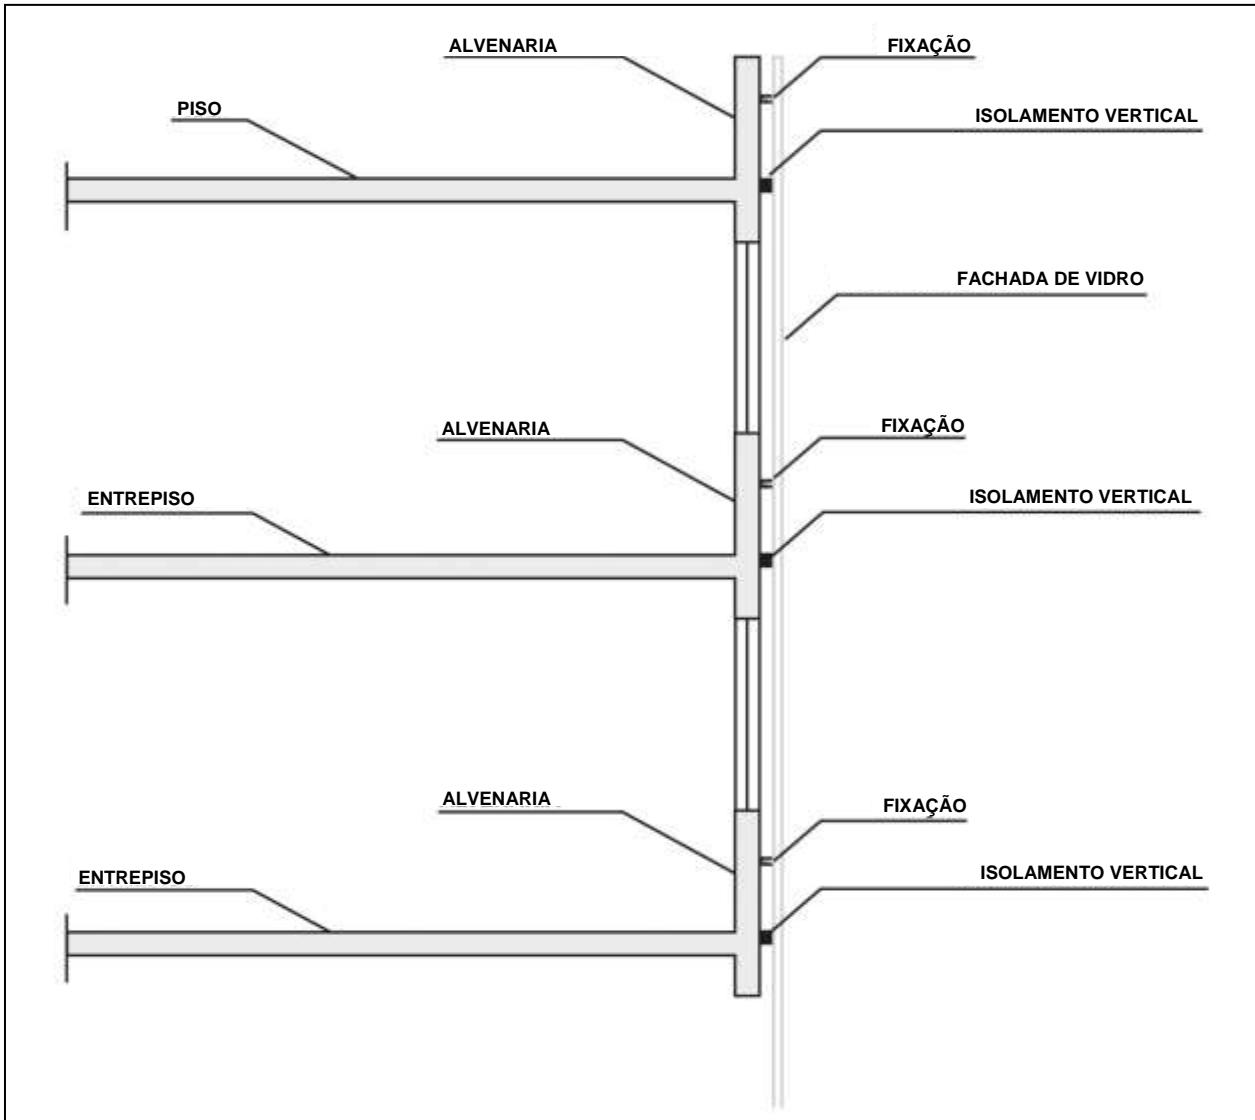 ALVENARIA
FIXAÇÃO
PISO
ISOLAMENTO VERTICAL
FACHADA DE VIDRO
ALVENARIA
FIXAÇÃO
ENTREPISO
ISOLAMENTO VERTICAL
ALVENARIA
FIXAÇÃO
ENTREPISO
ISOLAMENTO VERTICAL